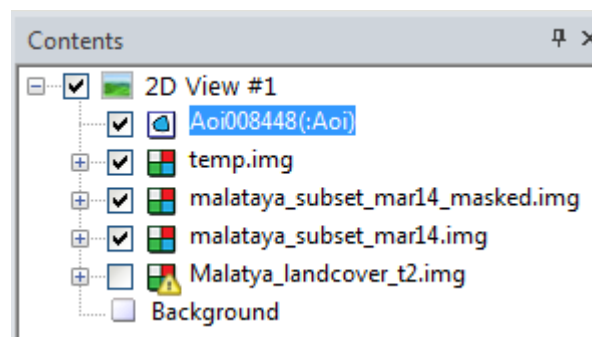 Contents
2D View #1
Aoi008448(:Aoi)
temp.img
malataya_subset_mar14_masked.img
malataya_subset_mar14.img
Malatya_landcover_t2.img
Background